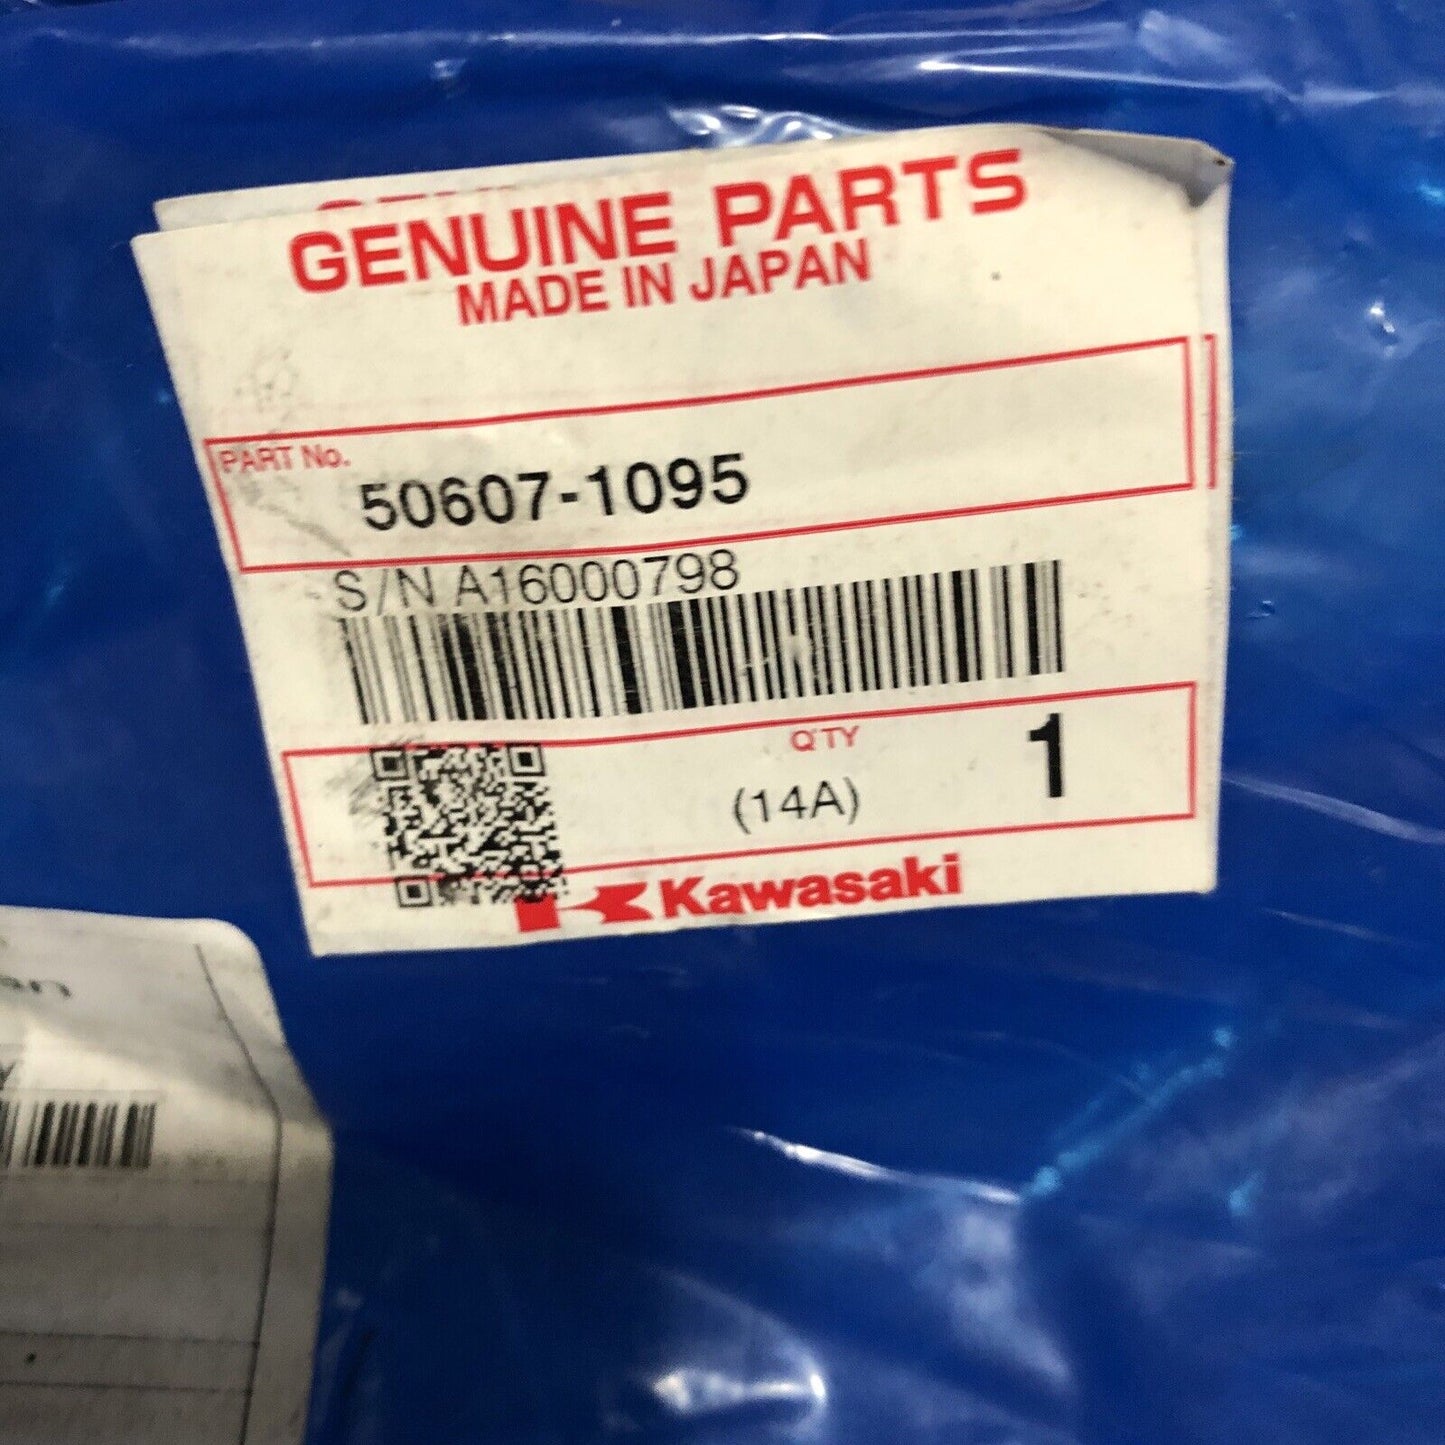 GENUINE PARTS
MADE IN JAPAN
PART No.
50607-1095
S/N A16000798
Q'TY
(14A)
1
Kawasaki